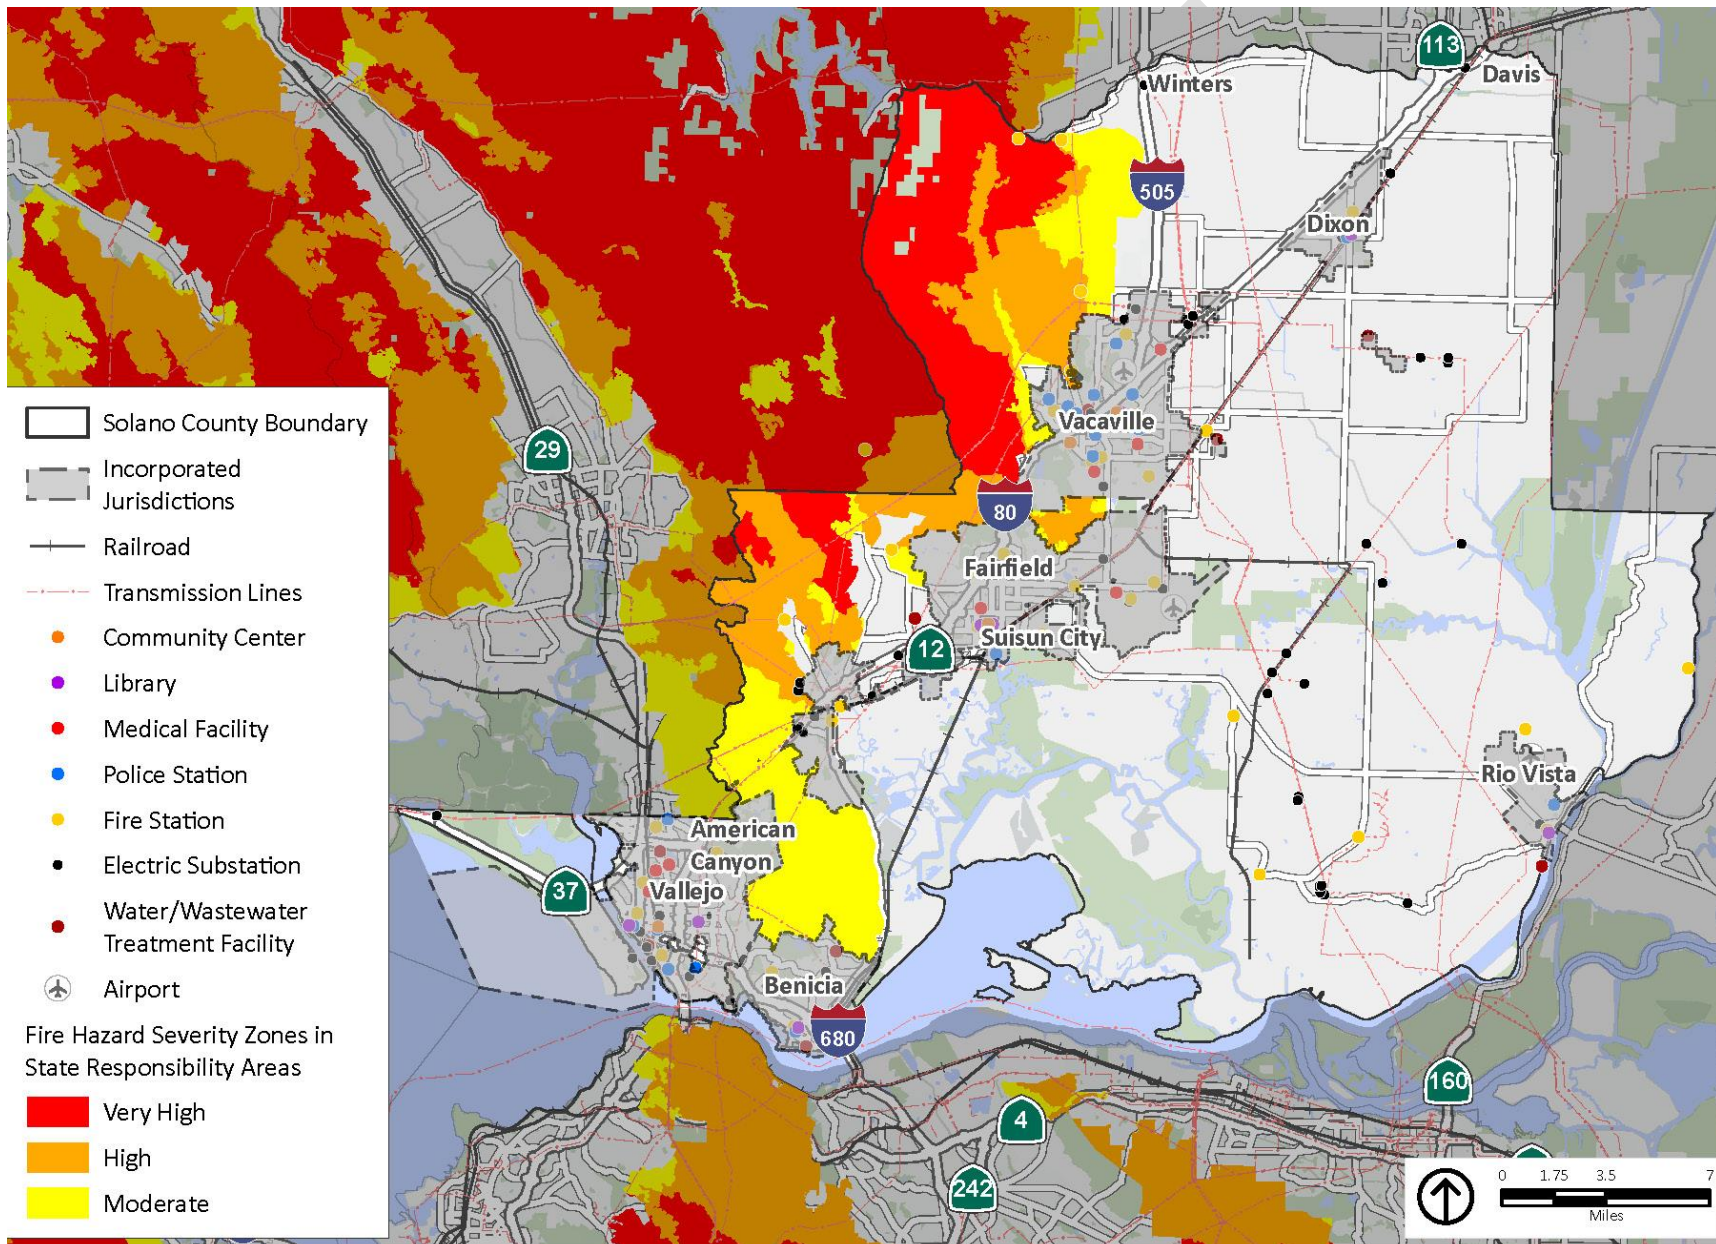 113
Davis
Winters
505
Dixon
Vacaville
29
80
Fairfield
12
Suisun City
Rio Vista
American
Canyon
Vallejo
37
Benicia
680
160
4
242
Solano County Boundary
Incorporated
Jurisdictions
Railroad
Transmission Lines
Community Center
Library
Medical Facility
Police Station
Fire Station
Electric Substation
Water/Wastewater
Treatment Facility
Airport
Fire Hazard Severity Zones in
State Responsibility Areas
Very High
High
Moderate
0 1.75 3.5 7
Miles